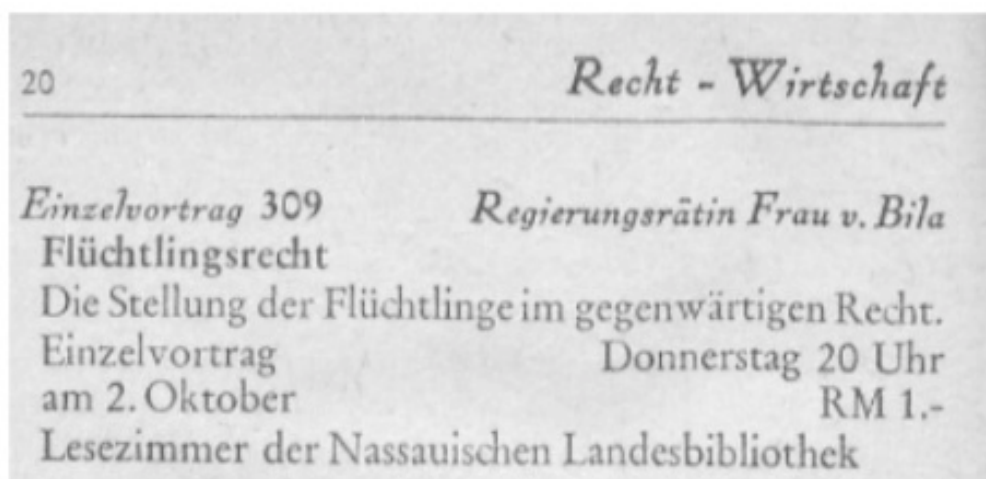 20 Recht - Wirtschaft
Einzelvortrag 309 Regierungsrätin Frau v. Bila
Flüchtlingsrecht
Die Stellung der Flüchtlinge im gegenwärtigen Recht.
Einzelvortrag Donnerstag 20 Uhr
am 2. Oktober RM 1.-
Lesezimmer der Nassauischen Landesbibliothek